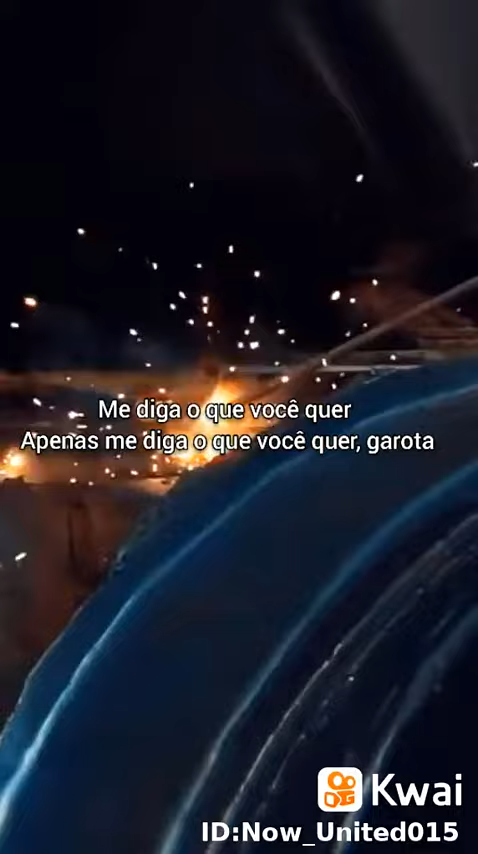 Me diga o que você quer
Apenas me diga o que você quer, garota
Kwai
ID:Now_United015